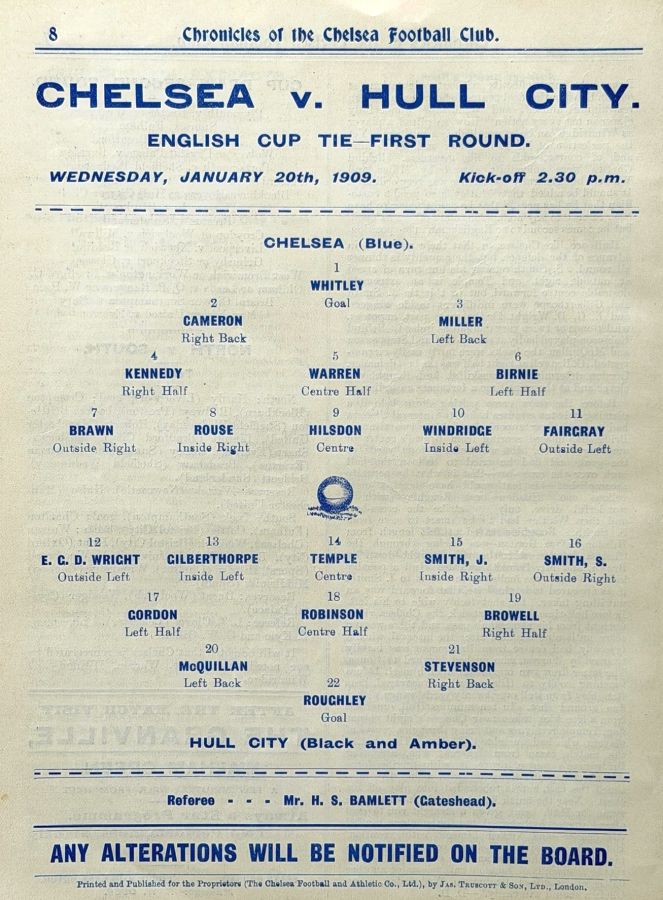 8 Chronicles of the Chelsea Football Club.
CHELSEA v. HULL CITY.
ENGLISH CUP TIE—FIRST ROUND.
WEDNESDAY, JANUARY 20th, 1909. Kick-off 2.30 p.m.
CHELSEA (Blue).
1
WHITLEY
Goal
2 3
CAMERON MILLER
Right Back Left Back
4 5 6
KENNEDY WARREN BIRNIE
Right Half Centre Half Left Half
7 8 9 10 11
BRAWN ROUSE HILSDON WINDRIDGE FAIRGRAY
Outside Right Inside Right Centre Inside Left Outside Left
12 13 14 15 16
E. G. D. WRIGHT GILBERTHORPE TEMPLE SMITH, J. SMITH, S.
Outside Left Inside Left Centre Inside Right Outside Right
17 18 19
GORDON ROBINSON BROWELL
Left Half Centre Half Right Half
20 21
McQUILLAN STEVENSON
Left Back Right Back
22
ROUGHLEY
Goal
HULL CITY (Black and Amber).
Referee - - - Mr. H. S. BAMLETT (Gateshead).
ANY ALTERATIONS WILL BE NOTIFIED ON THE BOARD.
Printed and Published for the Proprietors (The Chelsea Football and Athletic Co., Ltd.), by JAS. TRUSCOTT & SON, LTD., London.